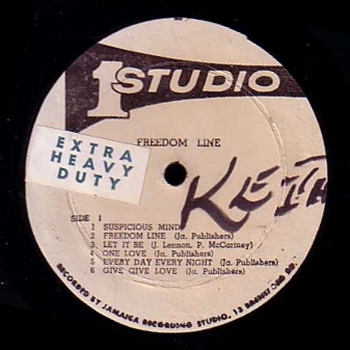 1 STUDIO
FREEDOM LINE
EXTRA
HEAVY
DUTY
KEITH
SIDE 1
1 SUSPICIOUS MIND
2 FREEDOM LINE (Ja. Publishers)
3 LET IT BE (J. Lennon, P. McCartney)
4 ONE LOVE (Ja. Publishers)
5 EVERY DAY EVERY NIGHT (Ja. Publishers)
6 GIVE GIVE LOVE (Ja. Publishers)
RECORDED BY JAMAICA RECORDING STUDIO, 13 BRENTFORD RD.